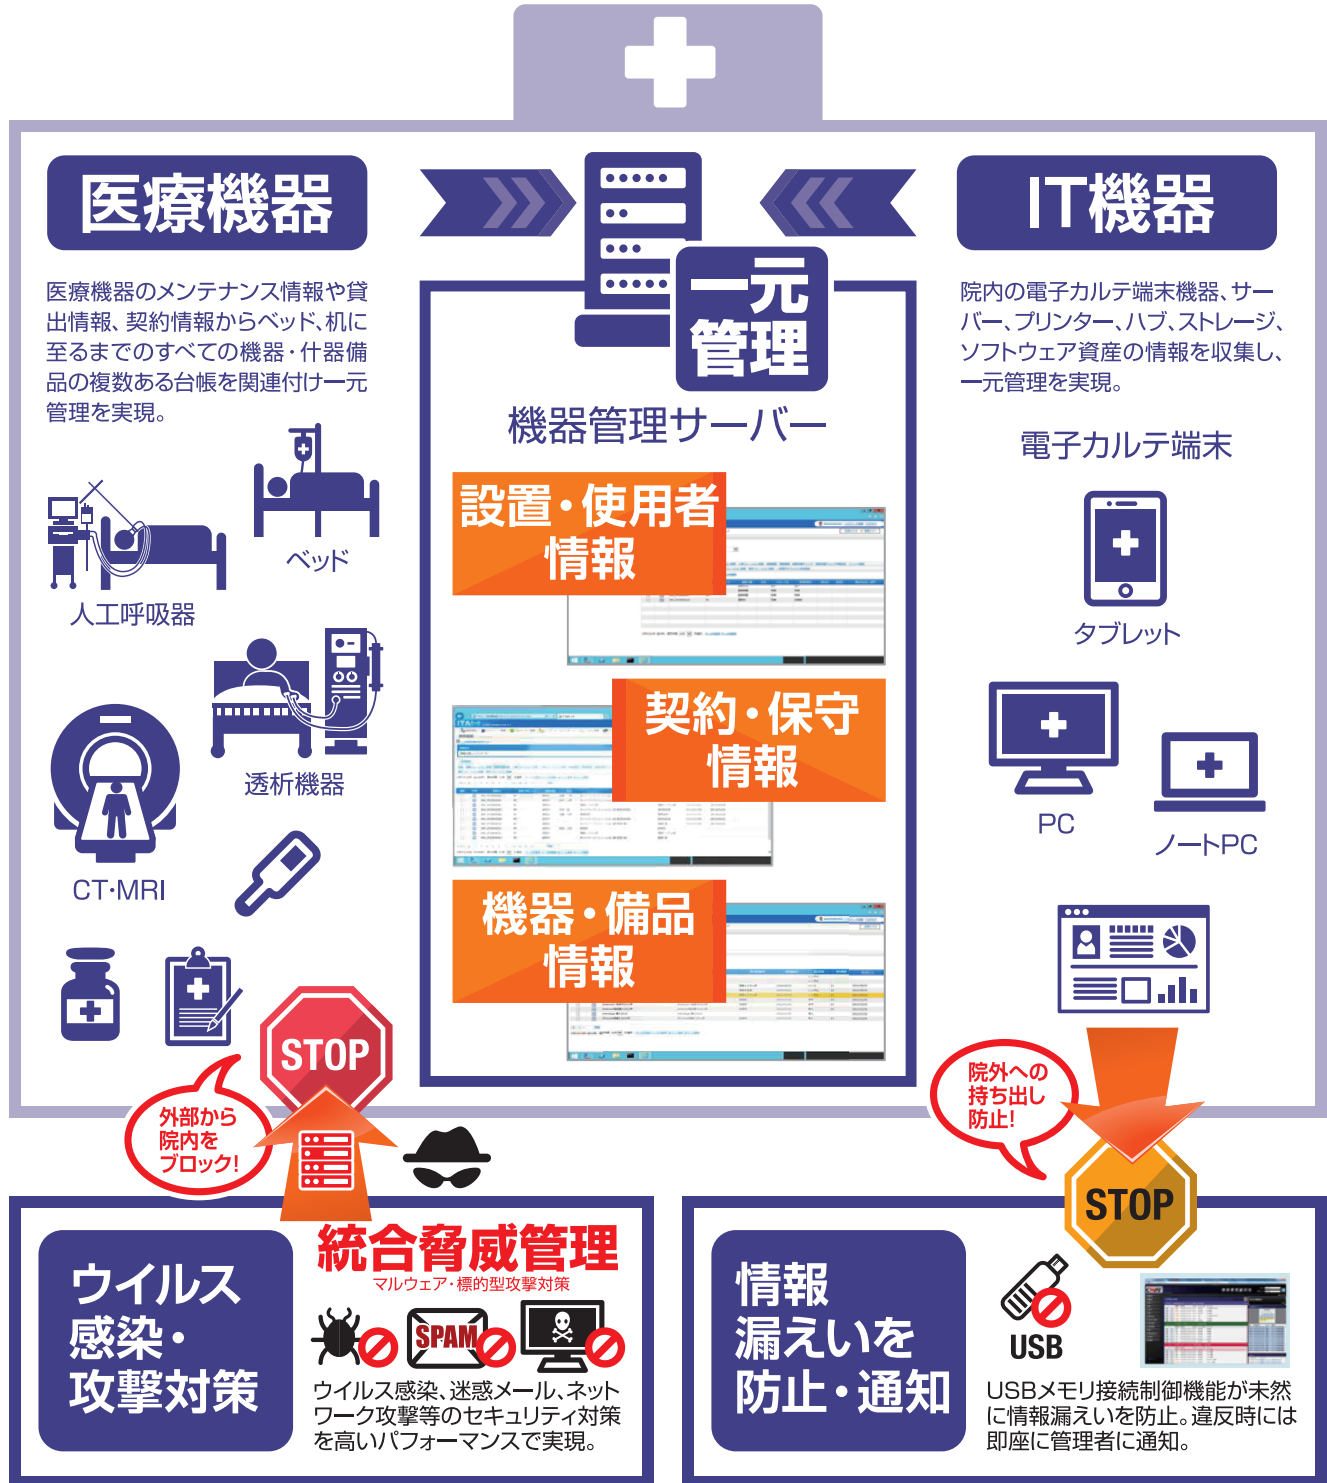 医療機器
医療機器のメンテナンス情報や貸
出情報、契約情報からベッド、机に
至るまでのすべての機器・什器備
品の複数ある台帳を関連付け一元
管理を実現。
ベッド
人工呼吸器
透析機器
CT・MRI
一元
管理
機器管理サーバー
設置・使用者
情報
契約・保守
情報
機器・備品
情報
IT機器
院内の電子カルテ端末機器、サー
バー、プリンター、ハブ、ストレージ、
ソフトウェア資産の情報を収集し、
一元管理を実現。
電子カルテ端末
タブレット
PC
ノートPC
STOP
外部から
院内を
ブロック!
院外への
持ち出し
防止!
STOP
ウイルス
感染・
攻撃対策
統合脅威管理
マルウェア・標的型攻撃対策
SPAM
ウイルス感染、迷惑メール、ネット
ワーク攻撃等のセキュリティ対策
を高いパフォーマンスで実現。
情報
漏えいを
防止・通知
USB
USBメモリ接続制御機能が未然
に情報漏えいを防止。違反時には
即座に管理者に通知。